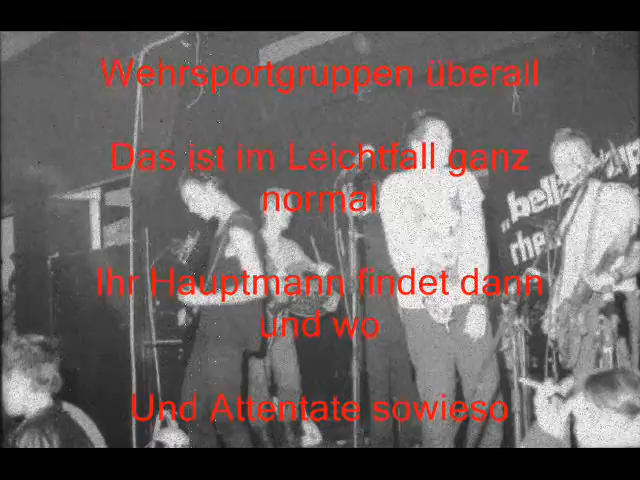 Wehrsportgruppen überall
Das ist im Leichtfall ganz
normal
Ihr Hauptmann findet dann
und wo
Und Attentate sowieso